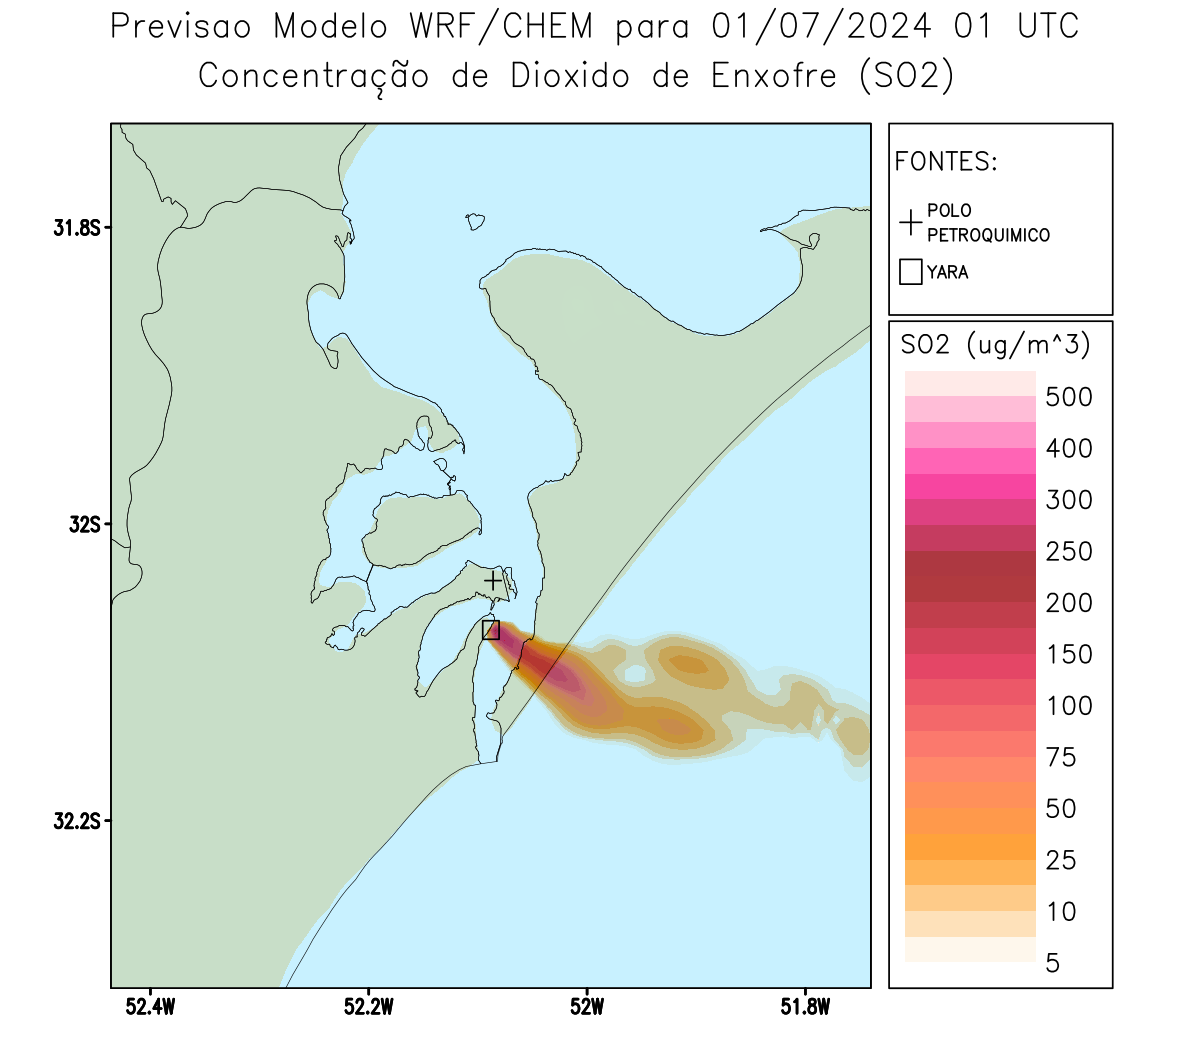 Previsao Modelo WRF/CHEM para 01/07/2024 01 UTC
Concentração de Dioxido de Enxofre (SO2)
FONTES:
POLO
PETROQUIMICO
YARA
SO2 (ug/m^3)
500
400
300
250
200
150
100
75
50
25
10
5
31.8S
32S
32.2S
52.4W
52.2W
52W
51.8W